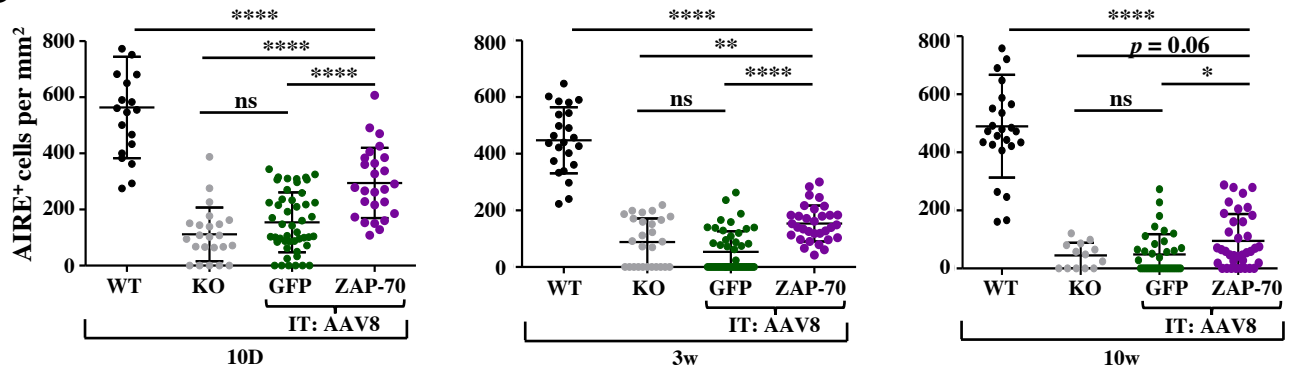 **** **** **
**** ** p = 0.06
**** **** *
ns ns ns
AIRE⁺ cells per mm²
800 600 400 200 0
WT KO GFP ZAP-70
IT: AAV8
10D
800 600 400 200 0
WT KO GFP ZAP-70
IT: AAV8
3w
800 600 400 200 0
WT KO GFP ZAP-70
IT: AAV8
10w